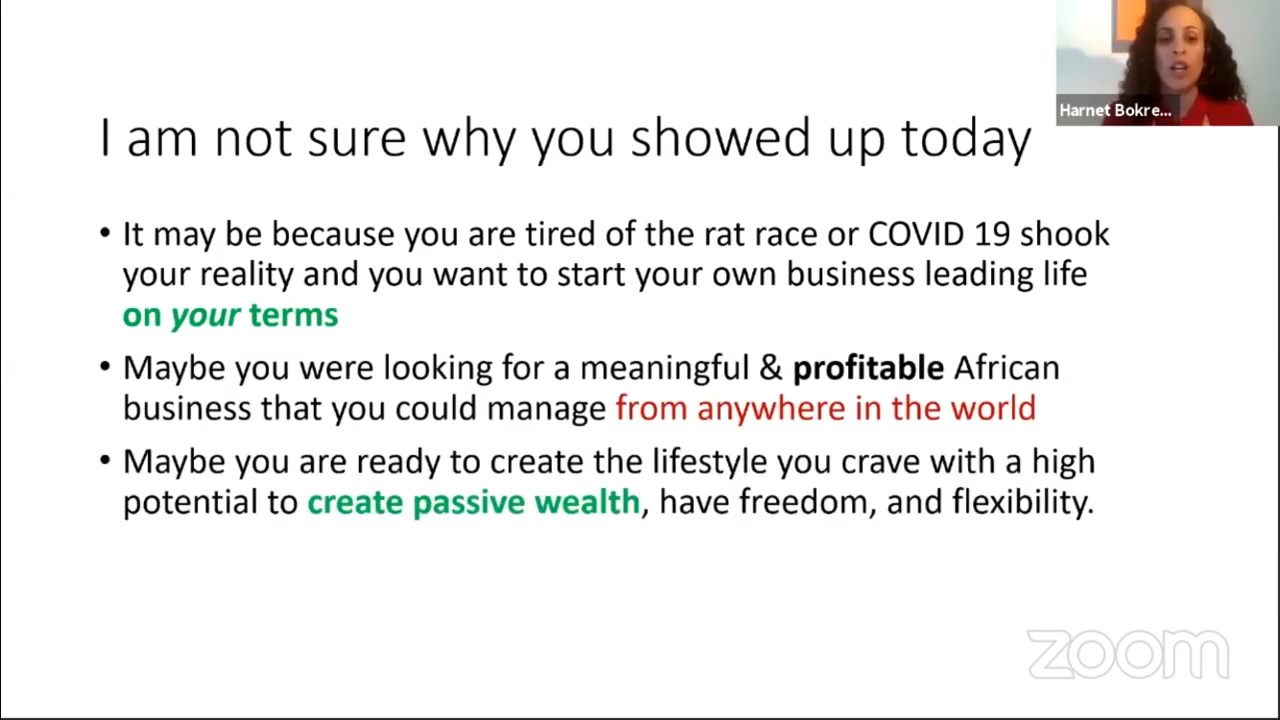 Harnet Bokre...
I am not sure why you showed up today
• It may be because you are tired of the rat race or COVID 19 shook
your reality and you want to start your own business leading life
on your terms
• Maybe you were looking for a meaningful & profitable African
business that you could manage from anywhere in the world
• Maybe you are ready to create the lifestyle you crave with a high
potential to create passive wealth, have freedom, and flexibility.
zoom